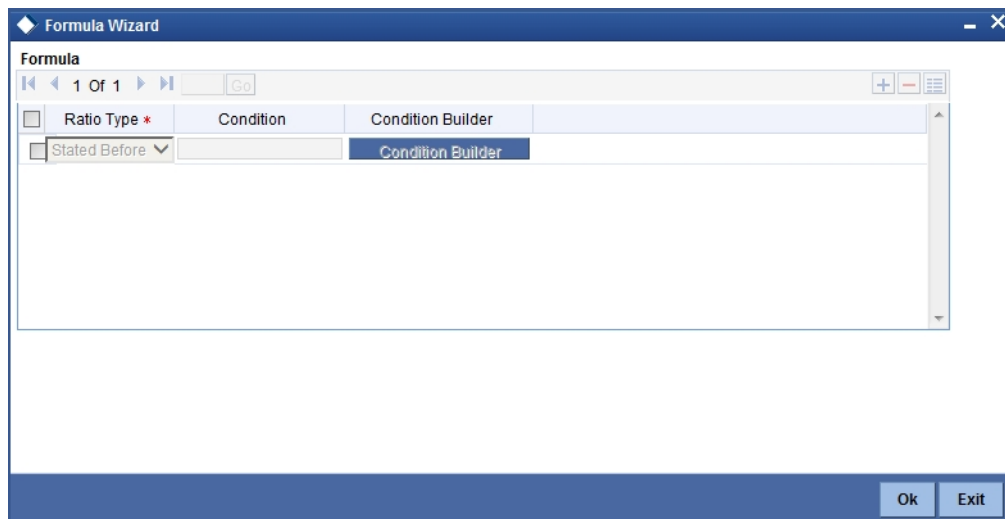 Formula Wizard
Formula
1 Of 1 Go
Ratio Type * Condition Condition Builder
Stated Before Condition Builder
Ok Exit